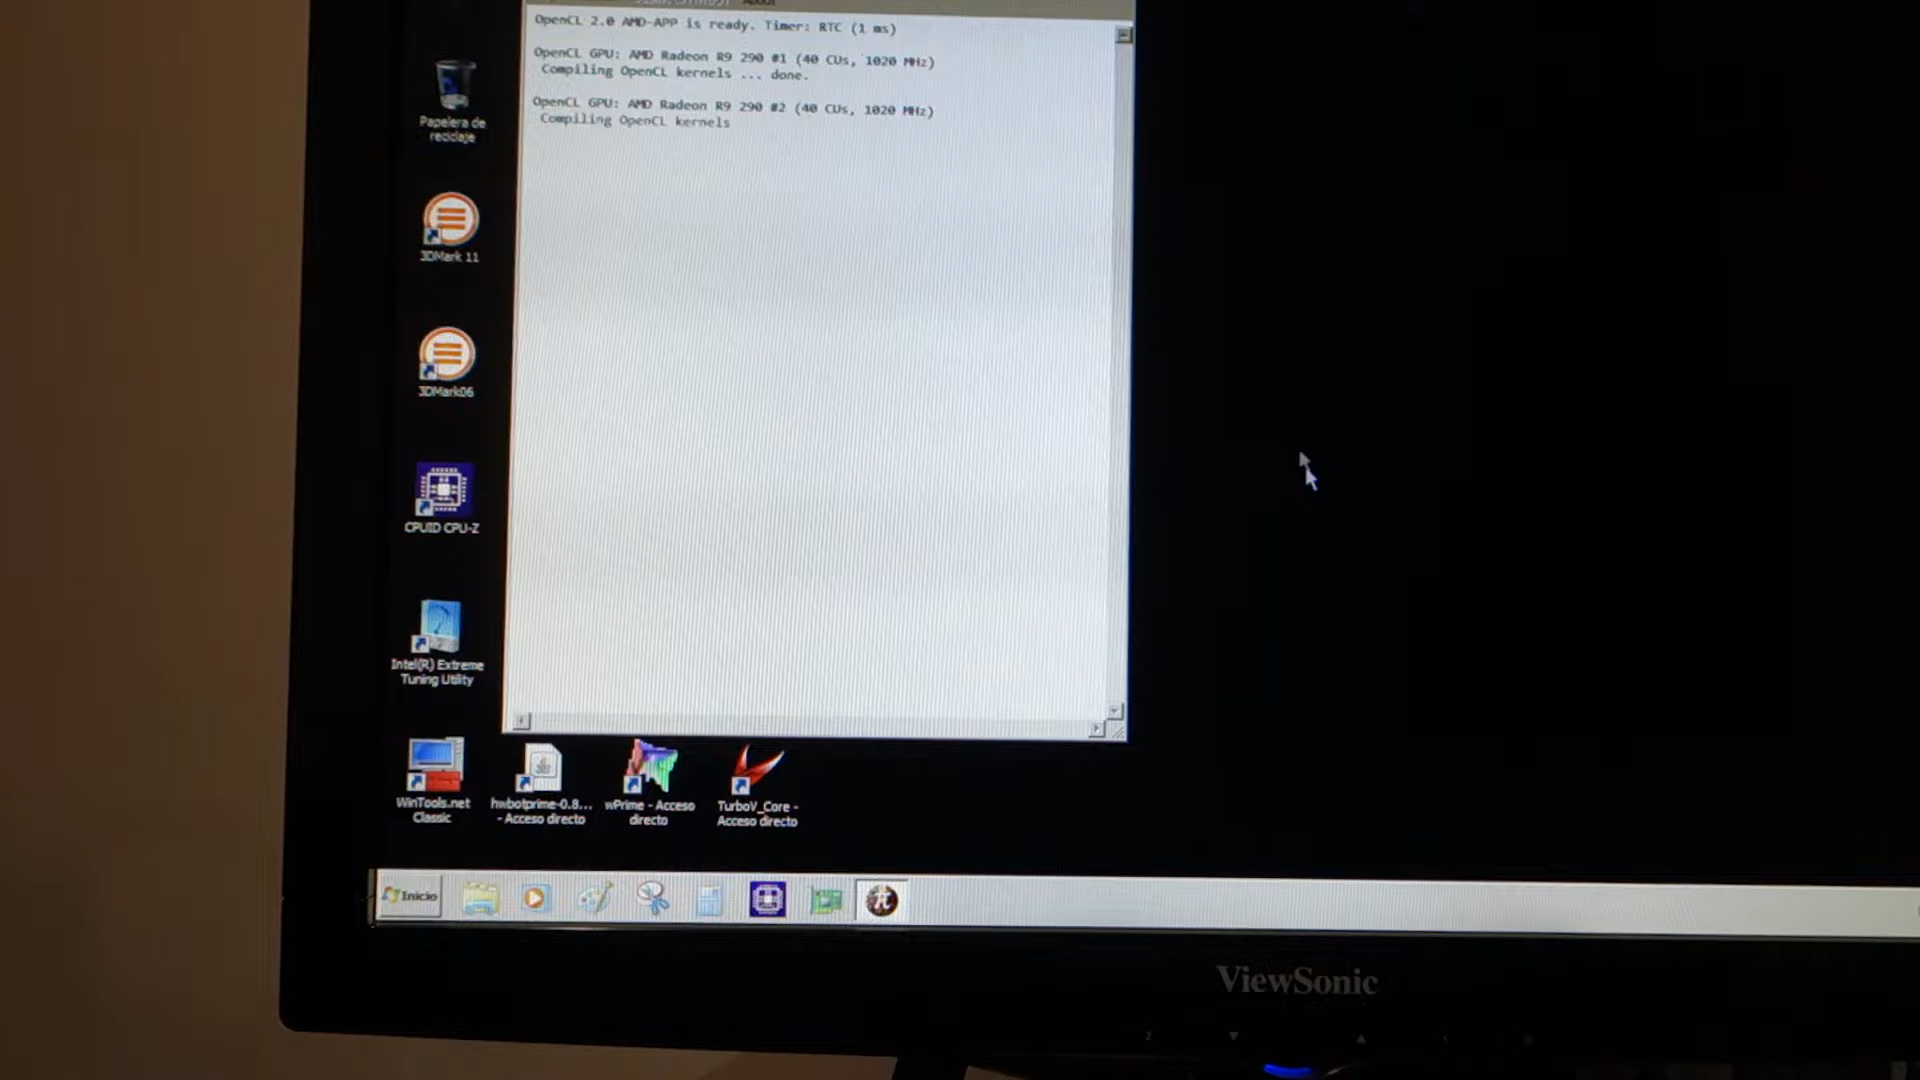 About
OpenCL 2.0 AMD-APP is ready. Timer: RTC (1 ms)
OpenCL GPU: AMD Radeon R9 290 #1 (40 CUs, 1020 MHz)
Compiling OpenCL kernels ... done.
OpenCL GPU: AMD Radeon R9 290 #2 (40 CUs, 1020 MHz)
Compiling OpenCL kernels
Papelera de
reciclaje
3DMark 11
3DMark06
CPUID CPU-Z
Intel(R) Extreme
Tuning Utility
WinTools.net
Classic
hwbotprime-0.8...
- Acceso directo
wPrime - Acceso
directo
TurboV_Core -
Acceso directo
Inicio
ViewSonic
2